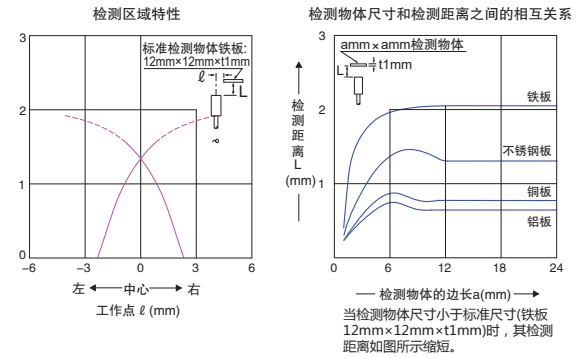 检测区域特性
3
2
1
0
-6
-3
0
3
6
标准检测物体铁板:
12mm×12mm×t1mm
ℓ
L
左 中心 右
工作点 ℓ (mm)
检测物体尺寸和检测距离之间的相互关系
amm×amm检测物体
t1mm
L
检测距离L
(mm)
3
2
1
铁板
不锈钢板
铜板
铝板
0
6
12
18
24
检测物体的边长a(mm)
当检测物体尺寸小于标准尺寸(铁板
12mm×12mm×t1mm)时，其检测
距离如图所示缩短。